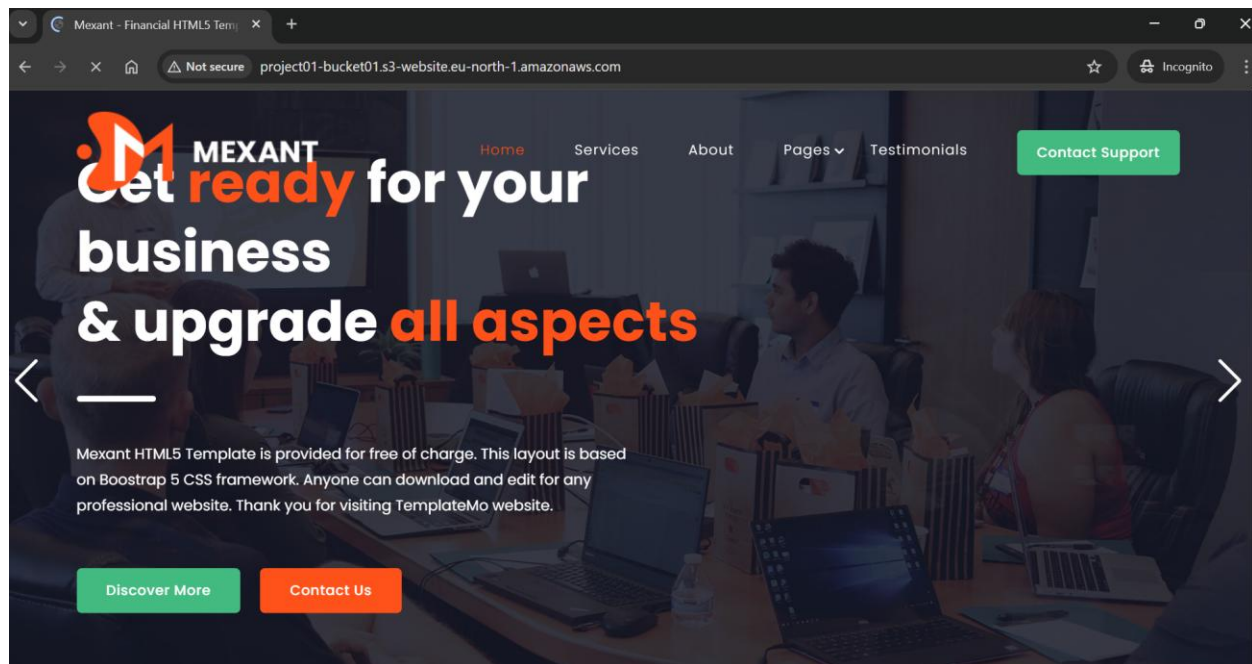 Mexant - Financial HTML5 Tem
Not secure project01-bucket01.s3-website.eu-north-1.amazonaws.com Incognito
MEXANT Home Services About Pages Testimonials Contact Support
Get ready for your
business
& upgrade all aspects
Mexant HTML5 Template is provided for free of charge. This layout is based
on Boostrap 5 CSS framework. Anyone can download and edit for any
professional website. Thank you for visiting TemplateMo website.
Discover More Contact Us